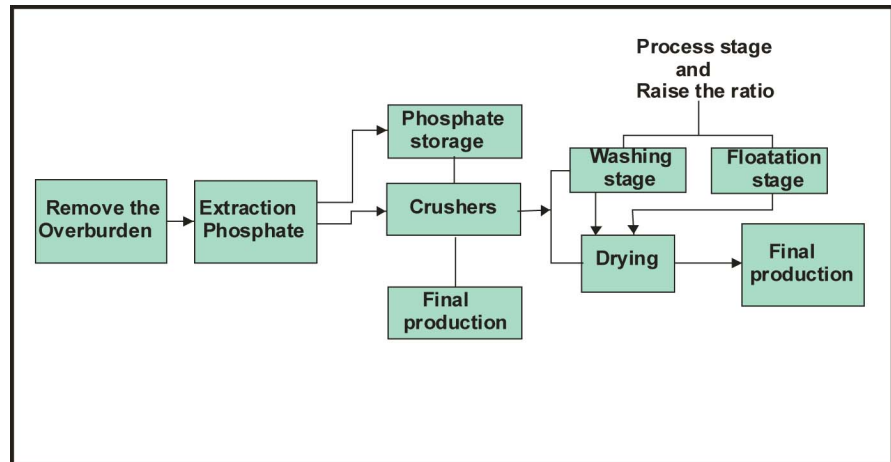 Process stage
and
Raise the ratio
Phosphate
storage
Washing
stage
Floatation
stage
Remove the
Overburden
Extraction
Phosphate
Crushers
Drying
Final
production
Final
production